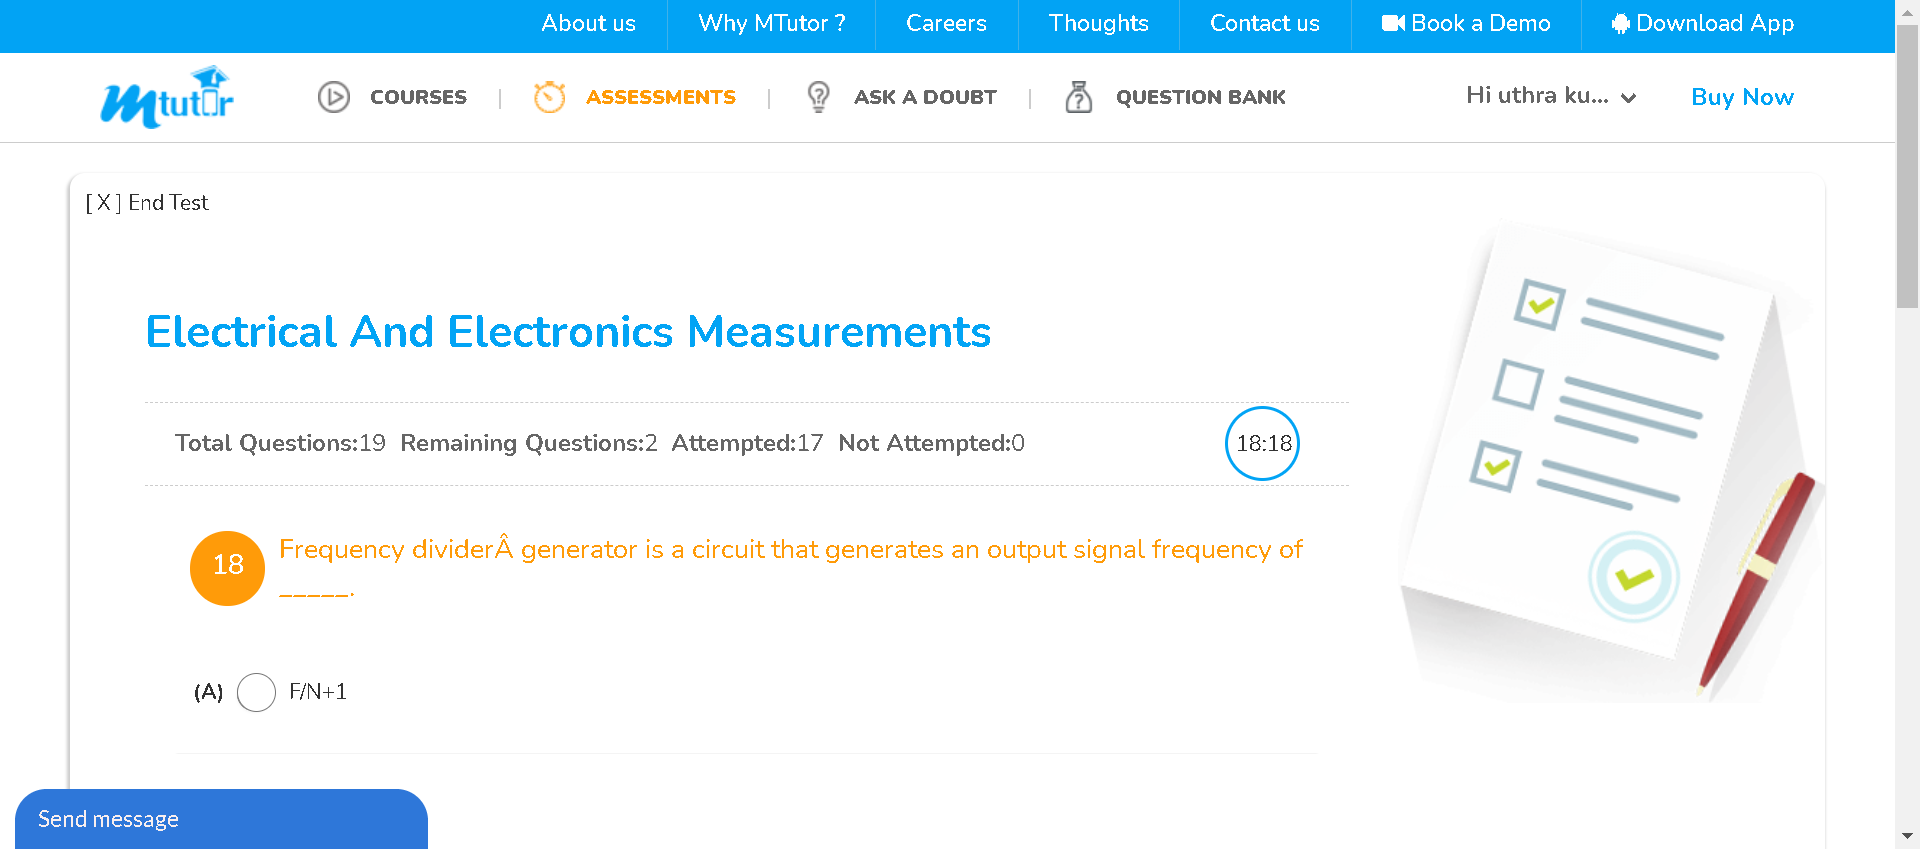 About us Why MTutor ? Careers Thoughts Contact us Book a Demo Download App
Mtutor COURSES | ASSESSMENTS | ASK A DOUBT | QUESTION BANK Hi uthra ku... Buy Now
[ X ] End Test
Electrical And Electronics Measurements
Total Questions:19 Remaining Questions:2 Attempted:17 Not Attempted:0 18:18
18 Frequency dividerÂ generator is a circuit that generates an output signal frequency of
_____.
(A) F/N+1
Send message